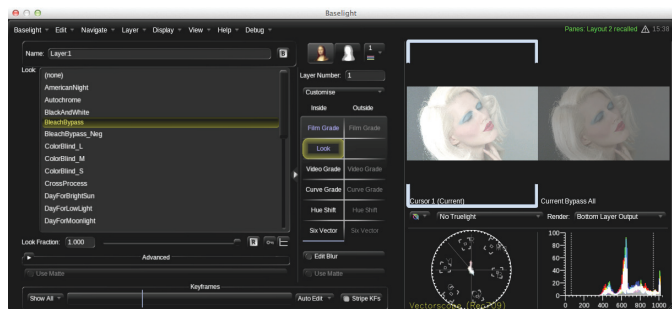 Baselight
Baselight Edit Navigate Layer Display View Help Debug Panes: Layout 2 recalled 15:38
Name: Layer:1 B 1
Look: (none) Layer Number: 1
AmericanNight Customise
Autochrome Inside Outside
BlackAndWhite
BleachBypass Film Grade Film Grade
BleachBypass_Neg
ColorBlind_L Look
ColorBlind_M
ColorBlind_S Video Grade Video Grade
CrossProcess
DayForBrightSun Curve Grade Curve Grade Cursor 1 (Current) Current Bypass All
DayForLowLight Hue Shift Hue Shift No Truelight Render: Bottom Layer Output
DayForMoonlight Six Vector Six Vector
Look Fraction: 1.000 B
Advanced Edit Blur
Use Matte Use Matte
Keyframes
Show All Auto Edit Stripe KFs
Vectorscope (Rec709)
100
80
60
40
20
0
0 200 400 600 800 1000